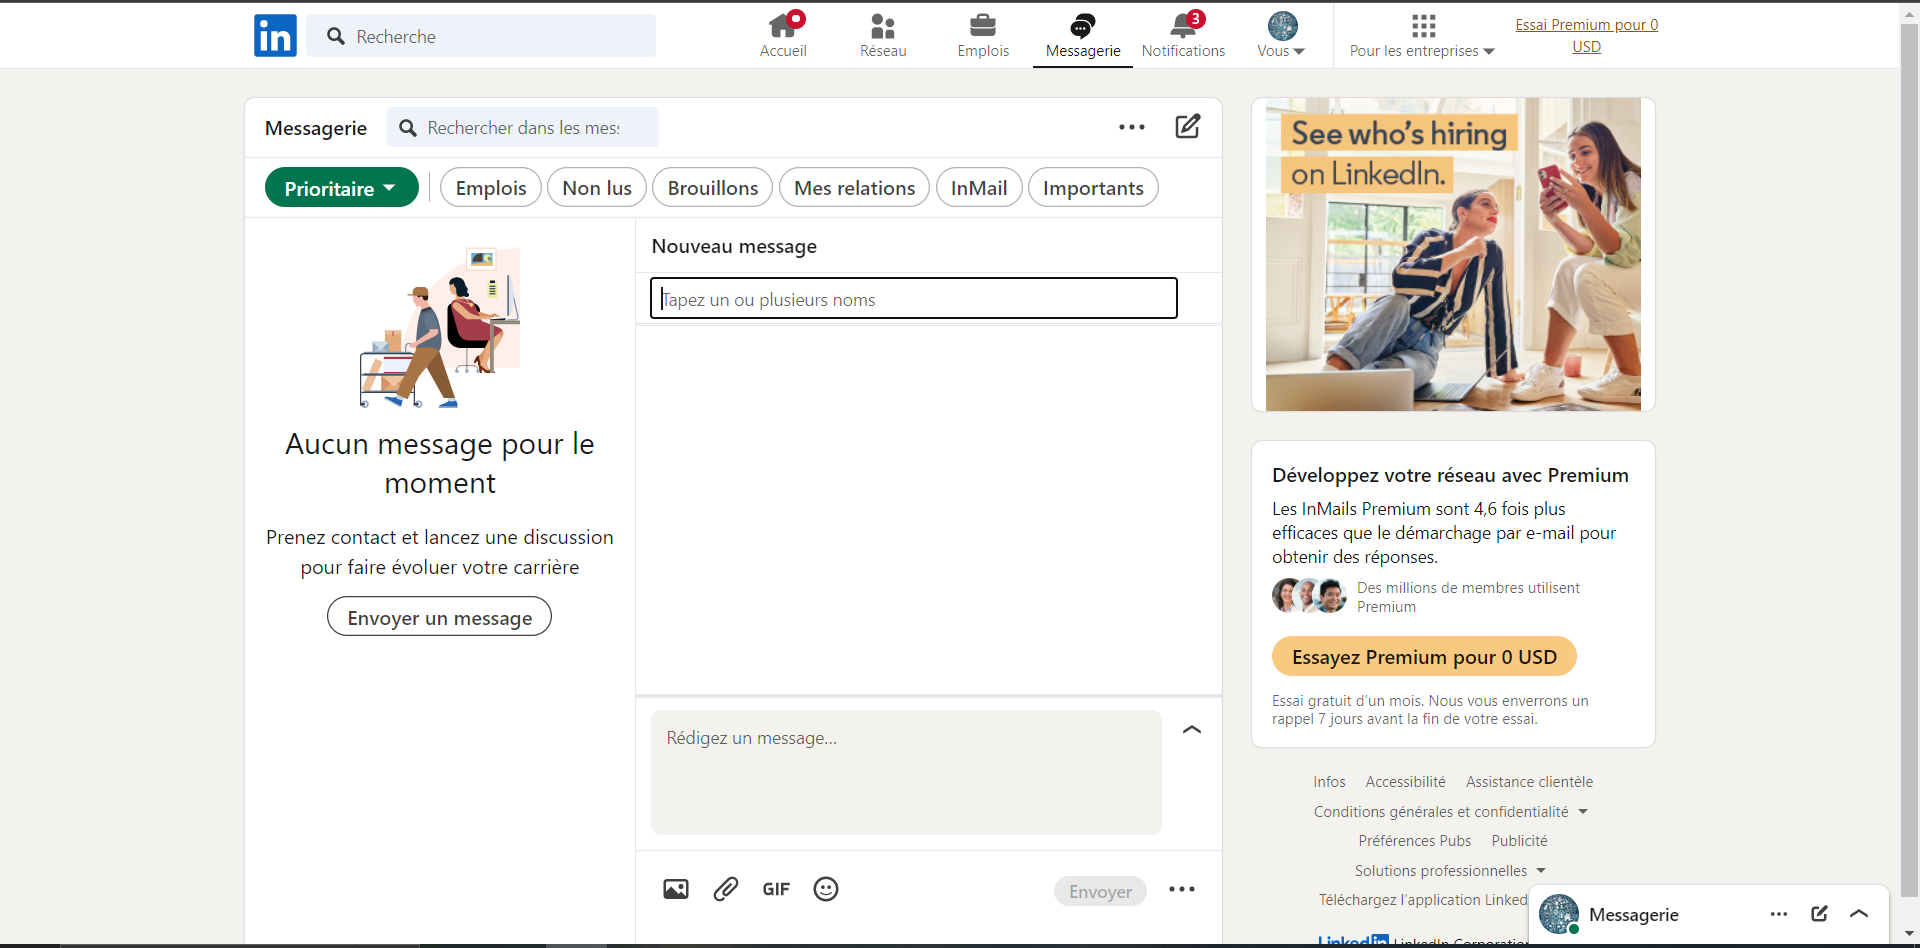 in
Recherche
Accueil
Réseau
Emplois
Messagerie
3
Notifications
Vous
Pour les entreprises
Essai Premium pour 0
USD
Messagerie
Rechercher dans les mes
Prioritaire
Emplois
Non lus
Brouillons
Mes relations
InMail
Importants
Aucun message pour le
moment
Prenez contact et lancez une discussion
pour faire évoluer votre carrière
Envoyer un message
Nouveau message
Tapez un ou plusieurs noms
Rédigez un message…
GIF
Envoyer
See who's hiring
on LinkedIn.
Développez votre réseau avec Premium
Les InMails Premium sont 4,6 fois plus
efficaces que le démarchage par e-mail pour
obtenir des réponses.
Des millions de membres utilisent
Premium
Essayez Premium pour 0 USD
Essai gratuit d'un mois. Nous vous enverrons un
rappel 7 jours avant la fin de votre essai.
Infos Accessibilité Assistance clientèle
Conditions générales et confidentialité
Préférences Pubs Publicité
Solutions professionnelles
Téléchargez l'application Linked
Messagerie
LinkedIn LinkedIn Corporation